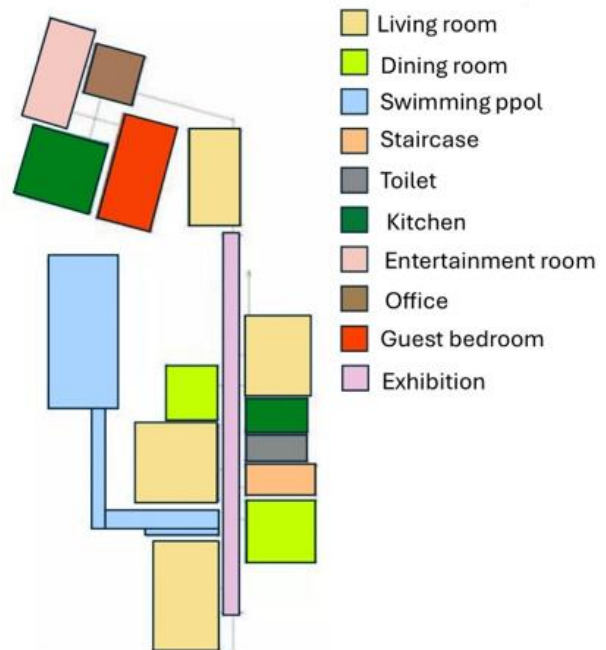 Living room
Dining room
Swimming ppol
Staircase
Toilet
Kitchen
Entertainment room
Office
Guest bedroom
Exhibition